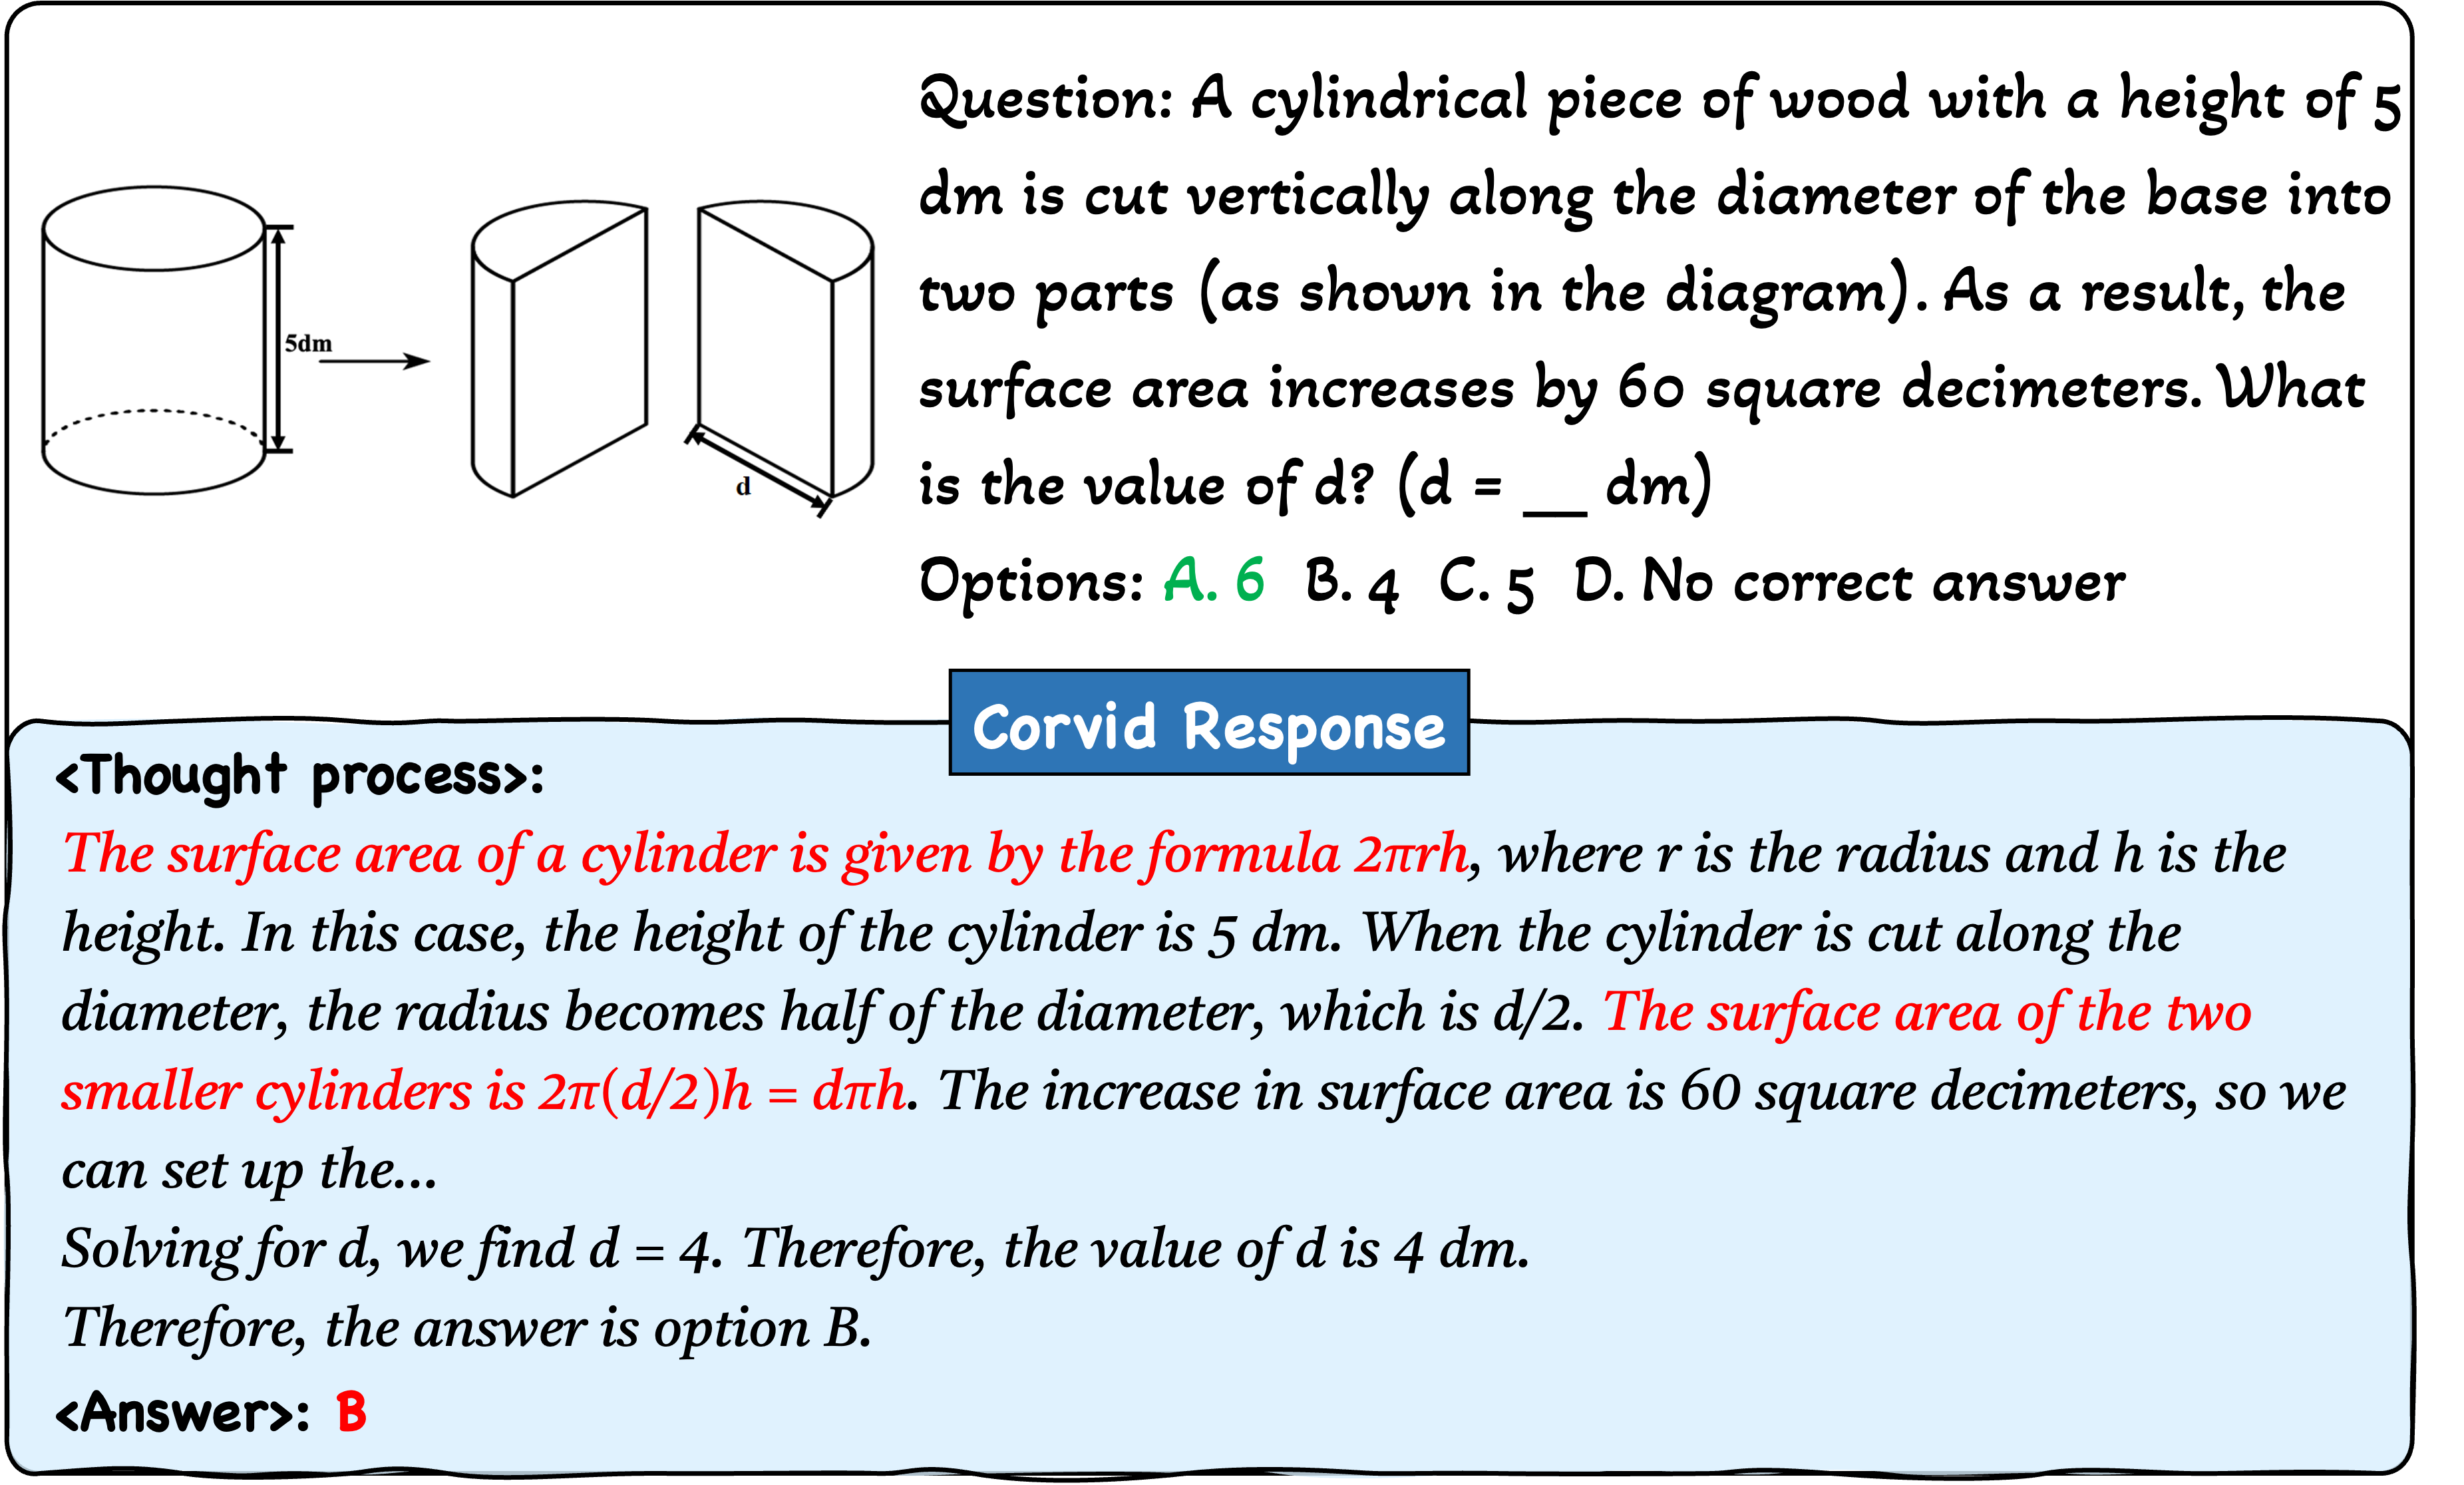 5dm
d
Question: A cylindrical piece of wood with a height of 5
dm is cut vertically along the diameter of the base into
two parts (as shown in the diagram). As a result, the
surface area increases by 60 square decimeters. What
is the value of d? (d = __ dm)
Options: A. 6 B. 4 C. 5 D. No correct answer
Corvid Response
<Thought process>:
The surface area of a cylinder is given by the formula 2πrh, where r is the radius and h is the
height. In this case, the height of the cylinder is 5 dm. When the cylinder is cut along the
diameter, the radius becomes half of the diameter, which is d/2. The surface area of the two
smaller cylinders is 2π(d/2)h = dπh. The increase in surface area is 60 square decimeters, so we
can set up the...
Solving for d, we find d = 4. Therefore, the value of d is 4 dm.
Therefore, the answer is option B.
<Answer>: B